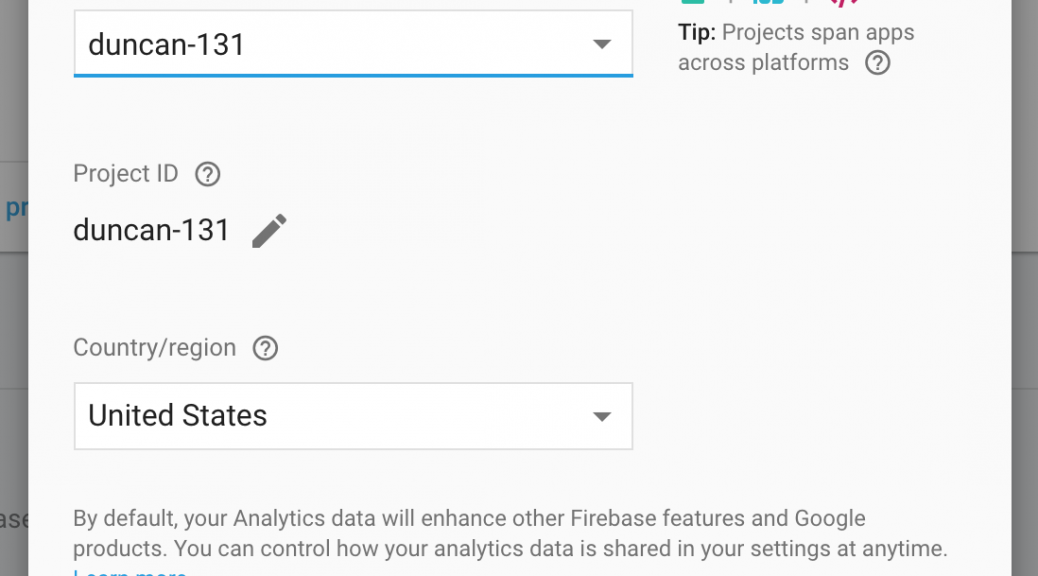 duncan-131
Tip: Projects span apps
across platforms
Project ID
duncan-131
pr
Country/region
United States
ase
By default, your Analytics data will enhance other Firebase features and Google
products. You can control how your analytics data is shared in your settings at anytime.
Learn more